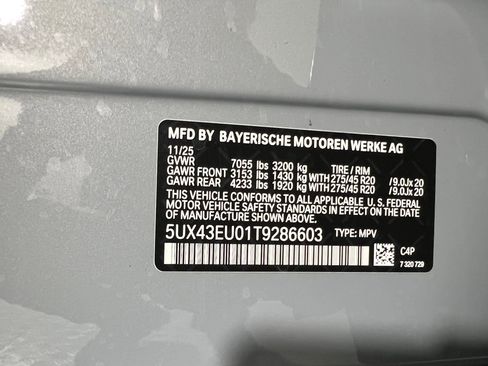 MFD BY BAYERISCHE MOTOREN WERKE AG
11/25
GVWR 7055 lbs 3200 kg TIRE / RIM
GAWR FRONT 3153 lbs 1430 kg WITH 275/45 R20 /9.0Jx 20
GAWR REAR 4233 lbs 1920 kg WITH 275/45 R20 /9.0Jx 20
THIS VEHICLE CONFORMS TO ALL APPLICABLE
U.S. FEDERAL MOTOR VEHICLE SAFETY STANDARDS
IN EFFECT ON THE DATE OF MANUFACTURE SHOWN ABOVE.
5UX43EU01T9286603 TYPE: MPV
C4P
7 320 729